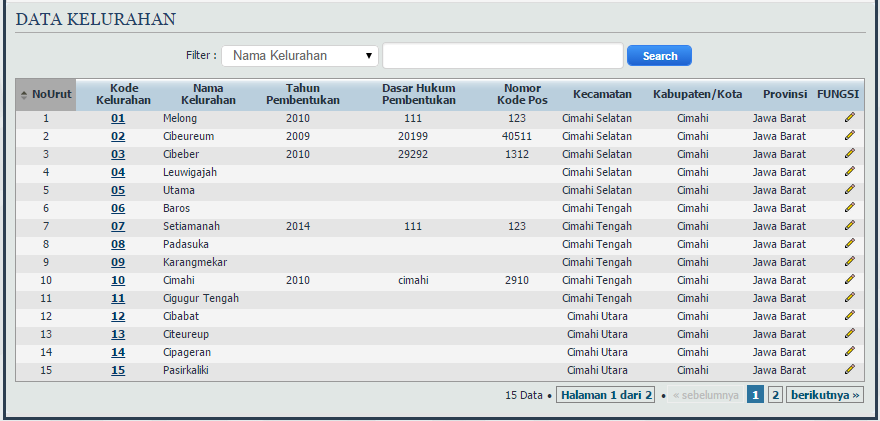 DATA KELURAHAN
Filter : Nama Kelurahan Search
NoUrut Kode Kelurahan Nama Kelurahan Tahun Pembentukan Dasar Hukum Pembentukan Nomor Kode Pos Kecamatan Kabupaten/Kota Provinsi FUNGSI
1 01 Melong 2010 111 123 Cimahi Selatan Cimahi Jawa Barat
2 02 Cibeureum 2009 20199 40511 Cimahi Selatan Cimahi Jawa Barat
3 03 Cibeber 2010 29292 1312 Cimahi Selatan Cimahi Jawa Barat
4 04 Leuwigajah Cimahi Selatan Cimahi Jawa Barat
5 05 Utama Cimahi Selatan Cimahi Jawa Barat
6 06 Baros Cimahi Tengah Cimahi Jawa Barat
7 07 Setiamanah 2014 111 123 Cimahi Tengah Cimahi Jawa Barat
8 08 Padasuka Cimahi Tengah Cimahi Jawa Barat
9 09 Karangmekar Cimahi Tengah Cimahi Jawa Barat
10 10 Cimahi 2010 cimahi 2910 Cimahi Tengah Cimahi Jawa Barat
11 11 Cigugur Tengah Cimahi Tengah Cimahi Jawa Barat
12 12 Cibabat Cimahi Utara Cimahi Jawa Barat
13 13 Citeureup Cimahi Utara Cimahi Jawa Barat
14 14 Cipageran Cimahi Utara Cimahi Jawa Barat
15 15 Pasirkaliki Cimahi Utara Cimahi Jawa Barat
15 Data • Halaman 1 dari 2 • « sebelumnya 1 2 berikutnya »